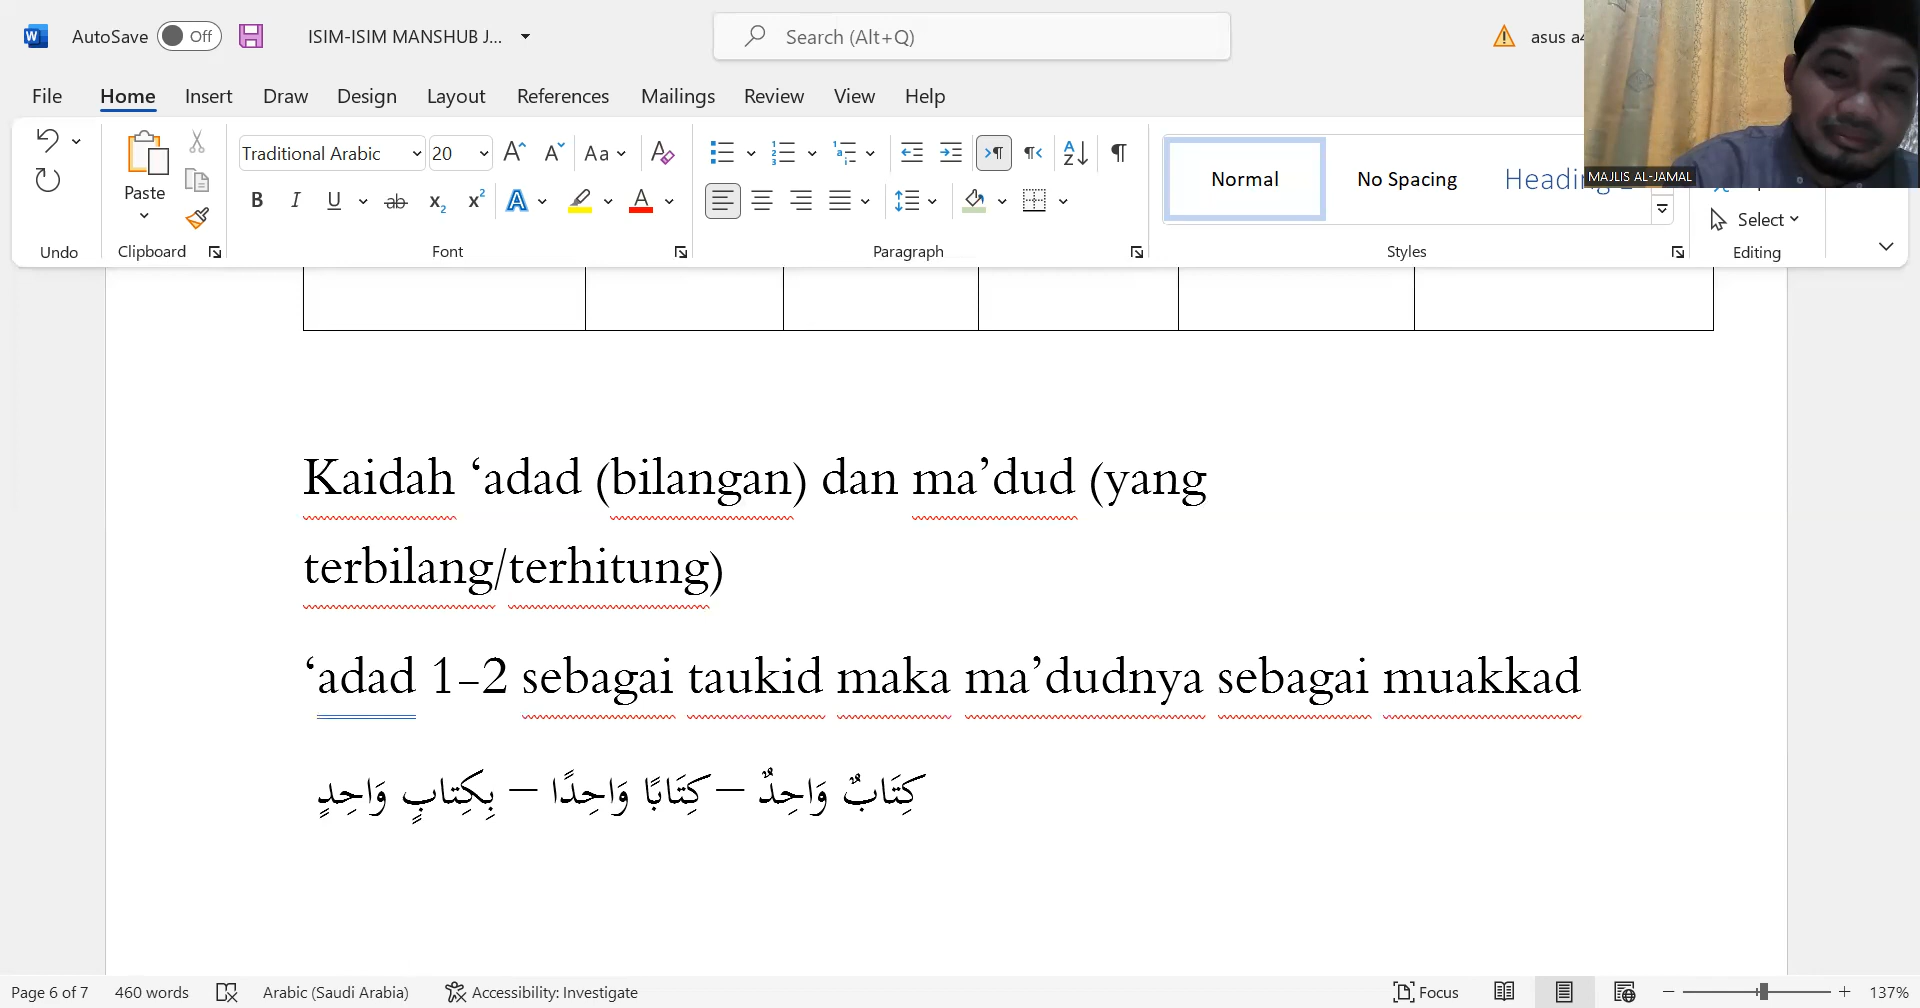 AutoSave Off ISIM-ISIM MANSHUB J... Search (Alt+Q) asus a4
File Home Insert Draw Design Layout References Mailings Review View Help
Traditional Arabic 20
Paste
Normal No Spacing Heading
MAJLIS AL-JAMAL
Select
Undo Clipboard Font Paragraph Styles Editing
Kaidah ‘adad (bilangan) dan ma’dud (yang
terbilang/terhitung)
‘adad 1-2 sebagai taukid maka ma’dudnya sebagai muakkad
كِتَابٌ وَاحِدٌ – كِتَابًا وَاحِدًا – بِكِتابٍ وَاحِدٍ
Page 6 of 7 460 words Arabic (Saudi Arabia) Accessibility: Investigate Focus 137%